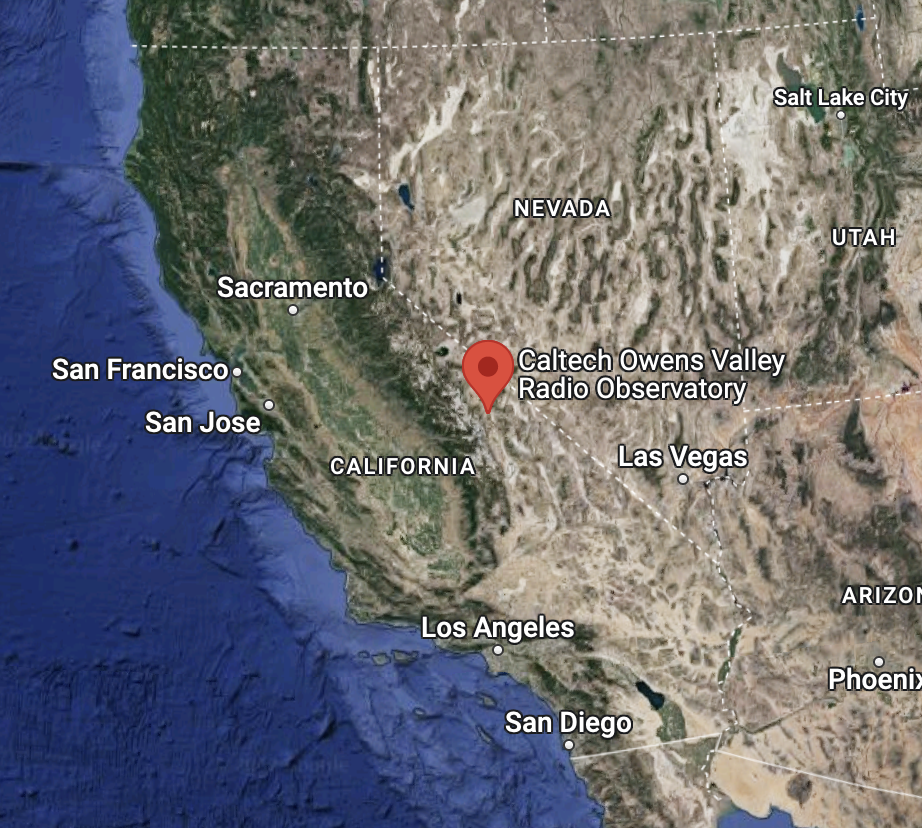 Salt Lake City
NEVADA
UTAH
Sacramento
San Francisco
Caltech Owens Valley
Radio Observatory
San Jose
Las Vegas
CALIFORNIA
ARIZON
Los Angeles
Phoenix
San Diego